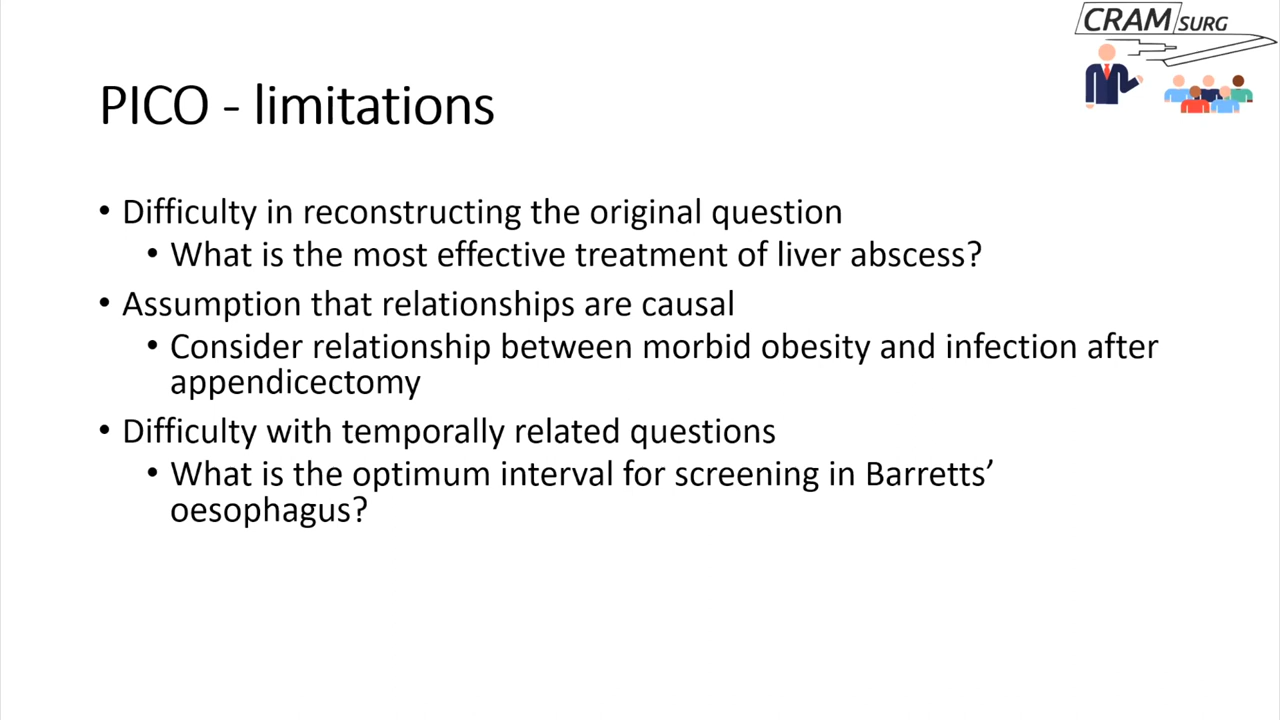 CRAM SURG
PICO - limitations
• Difficulty in reconstructing the original question
• What is the most effective treatment of liver abscess?
• Assumption that relationships are causal
• Consider relationship between morbid obesity and infection after
appendicectomy
• Difficulty with temporally related questions
• What is the optimum interval for screening in Barretts’
oesophagus?